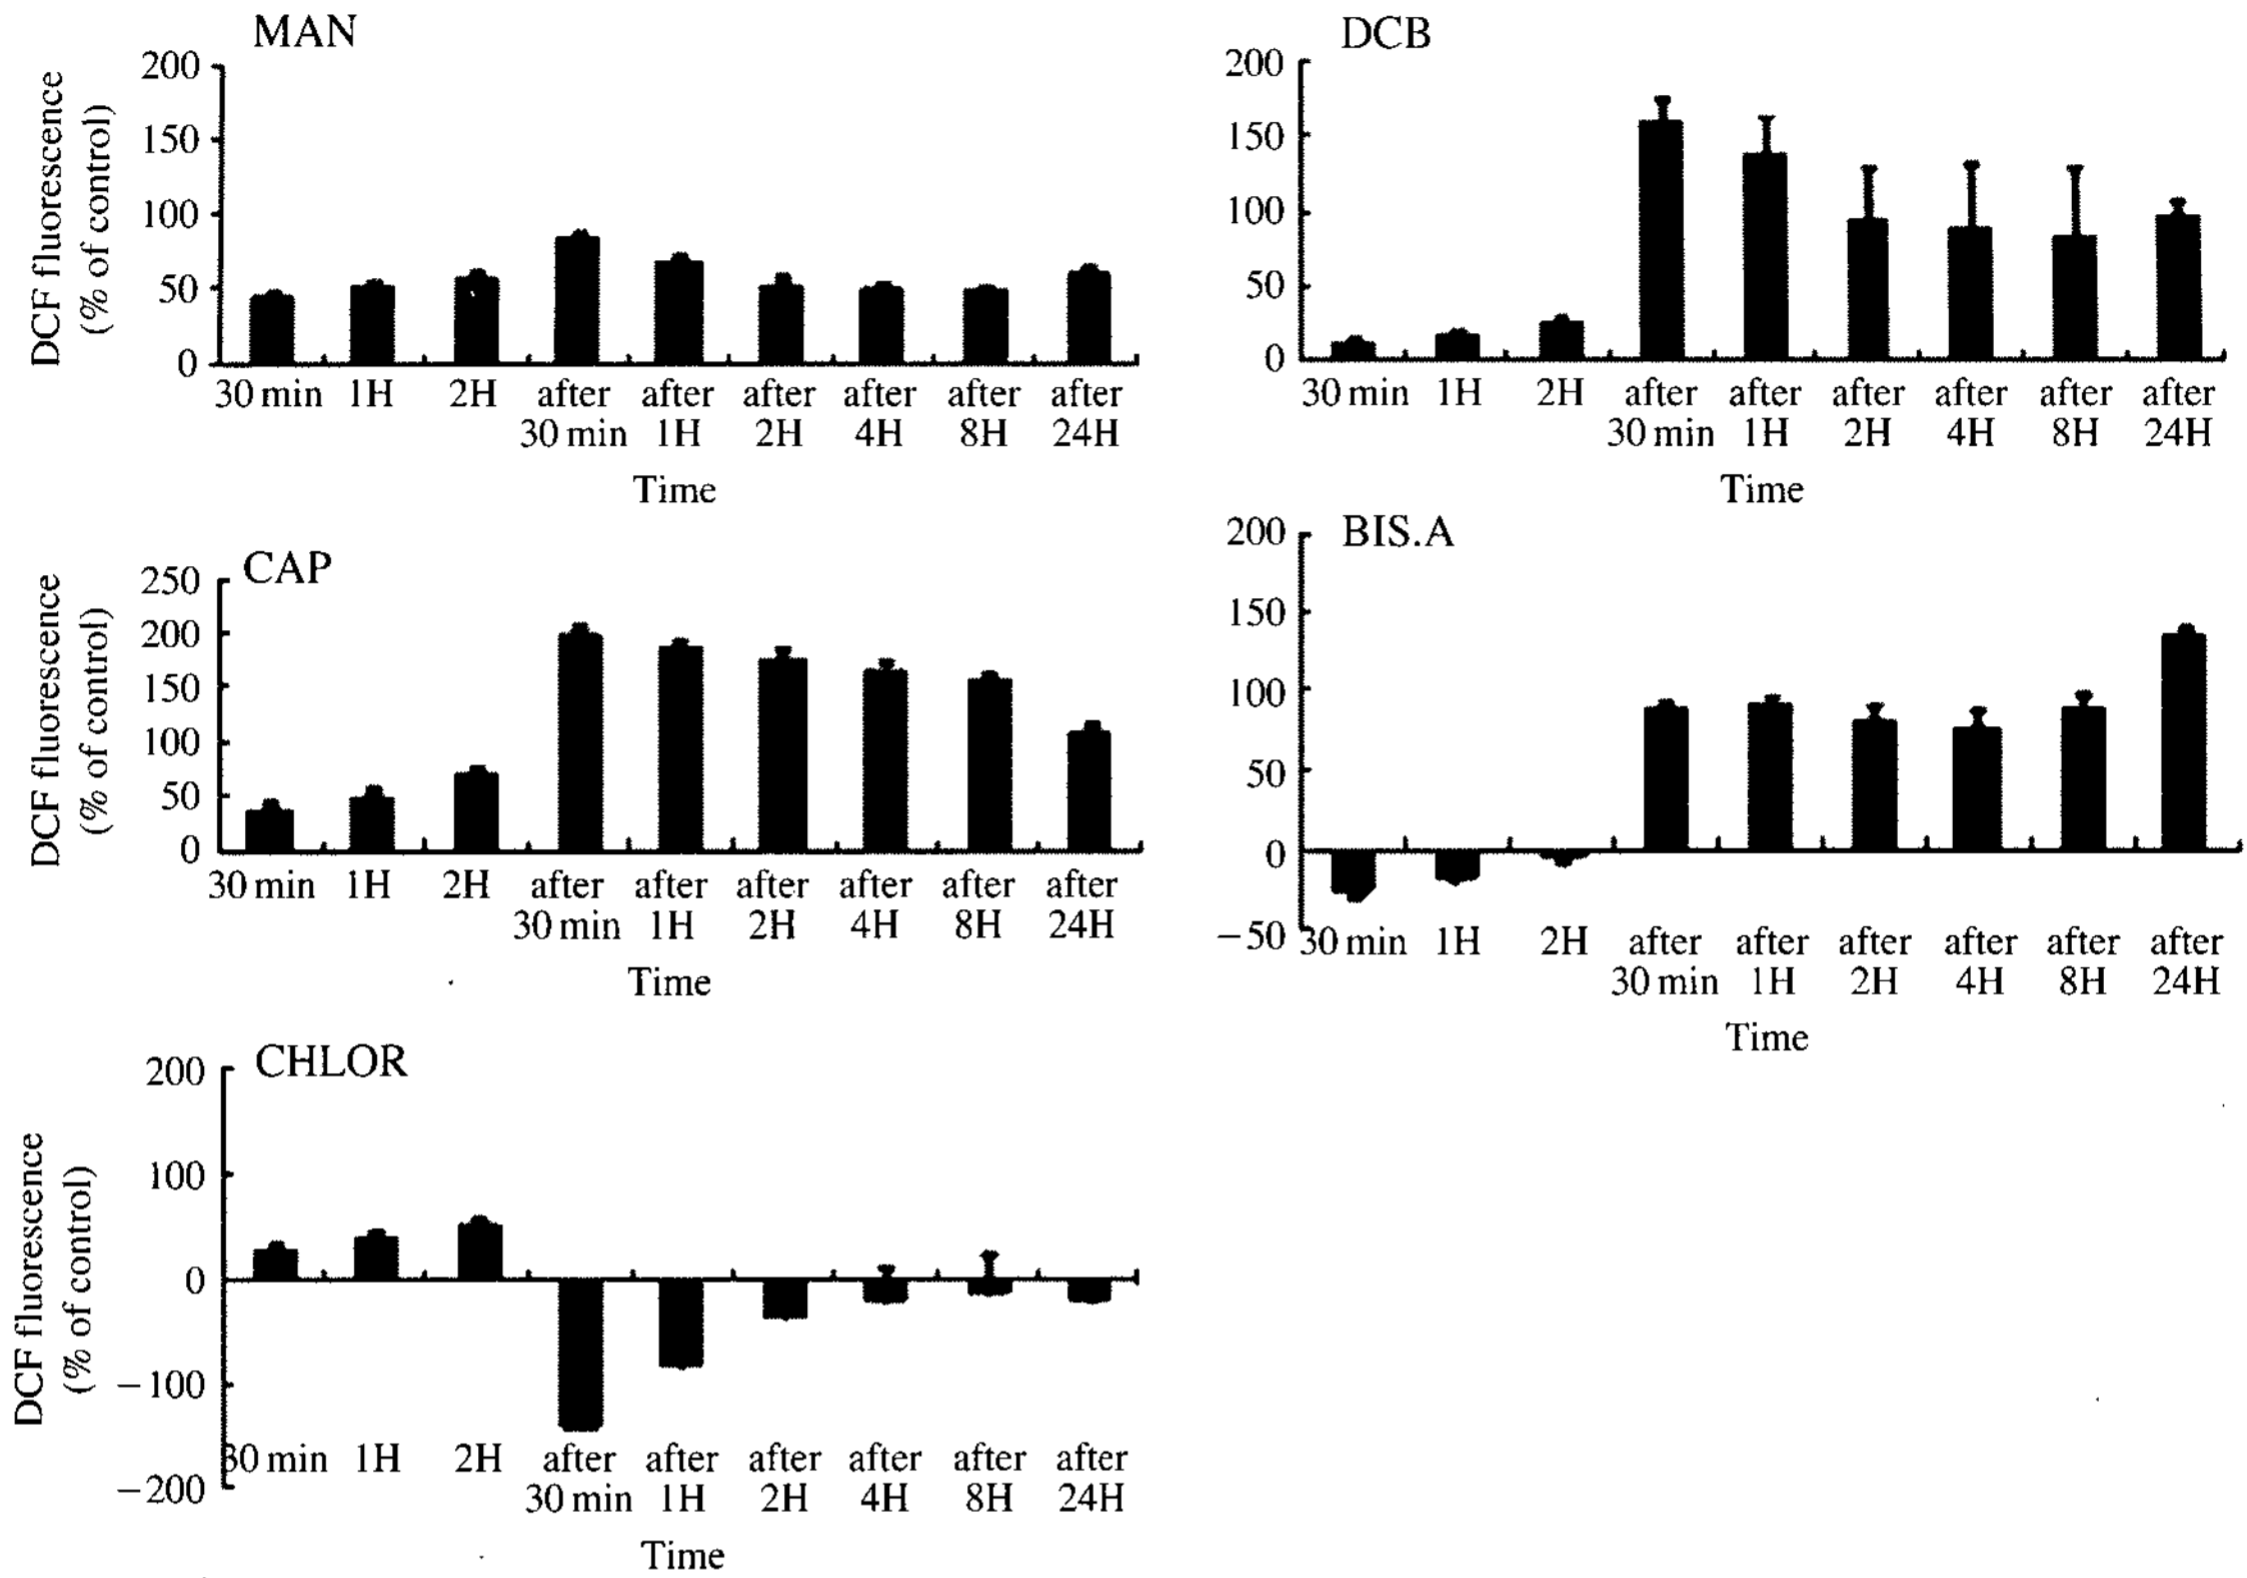 MAN
DCF fluorescence
(% of control)
200
150
100
50
0
30 min 1H 2H after after after after after after
30 min 1H 2H 4H 8H 24H
Time
DCB
200
150
100
50
0
30 min 1H 2H after after after after after after
30 min 1H 2H 4H 8H 24H
Time
CAP
DCF fluorescence
(% of control)
250
200
150
100
50
0
30 min 1H 2H after after after after after after
30 min 1H 2H 4H 8H 24H
Time
BIS.A
200
150
100
50
0
−50
30 min 1H 2H after after after after after after
30 min 1H 2H 4H 8H 24H
Time
CHLOR
DCF fluorescence
(% of control)
200
100
0
−100
−200
30 min 1H 2H after after after after after after
30 min 1H 2H 4H 8H 24H
Time